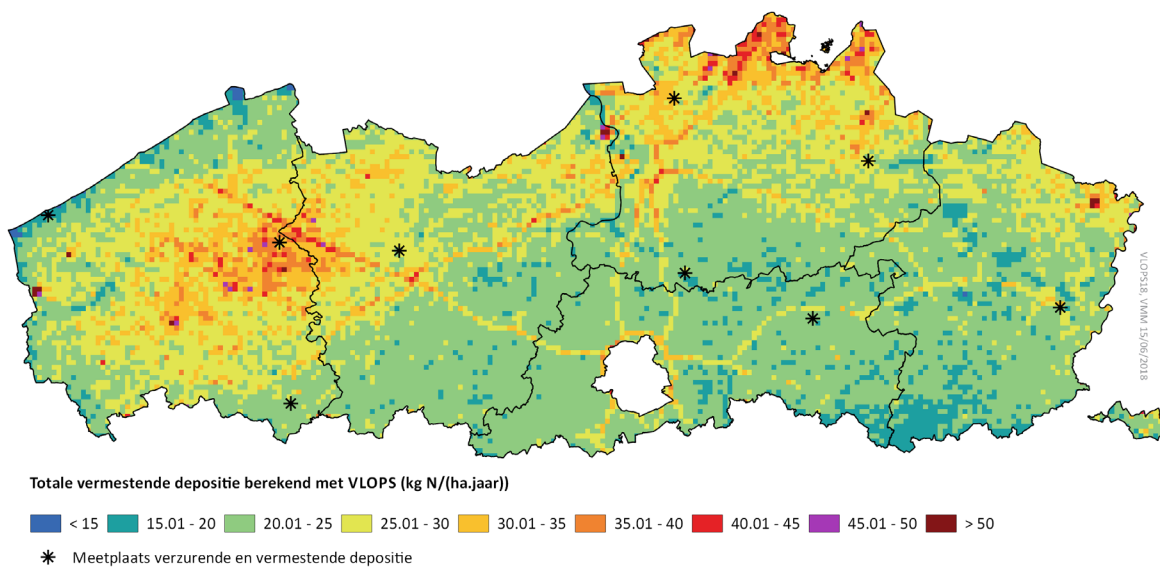 VLOPS18, VMM 15/06/2018
Totale vermestende depositie berekend met VLOPS (kg N/(ha.jaar))
< 15 15.01 - 20 20.01 - 25 25.01 - 30 30.01 - 35 35.01 - 40 40.01 - 45 45.01 - 50 > 50
Meetplaats verzurende en vermestende depositie